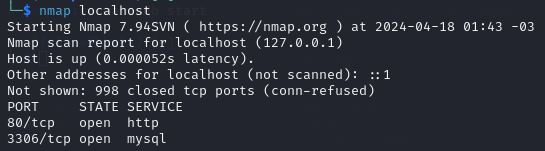 └─$ nmap localhost
Starting Nmap 7.94SVN ( https://nmap.org ) at 2024-04-18 01:43 -03
Nmap scan report for localhost (127.0.0.1)
Host is up (0.000052s latency).
Other addresses for localhost (not scanned): ::1
Not shown: 998 closed tcp ports (conn-refused)
PORT     STATE SERVICE
80/tcp   open  http
3306/tcp open  mysql